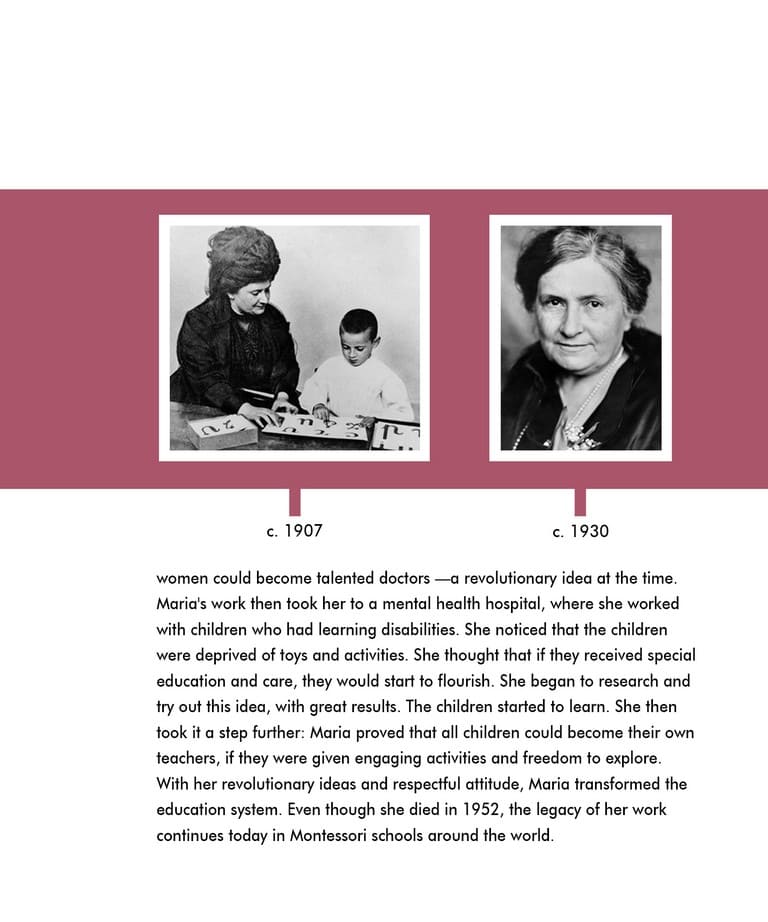 c. 1907
c. 1930
women could become talented doctors —a revolutionary idea at the time.
Maria's work then took her to a mental health hospital, where she worked
with children who had learning disabilities. She noticed that the children
were deprived of toys and activities. She thought that if they received special
education and care, they would start to flourish. She began to research and
try out this idea, with great results. The children started to learn. She then
took it a step further: Maria proved that all children could become their own
teachers, if they were given engaging activities and freedom to explore.
With her revolutionary ideas and respectful attitude, Maria transformed the
education system. Even though she died in 1952, the legacy of her work
continues today in Montessori schools around the world.